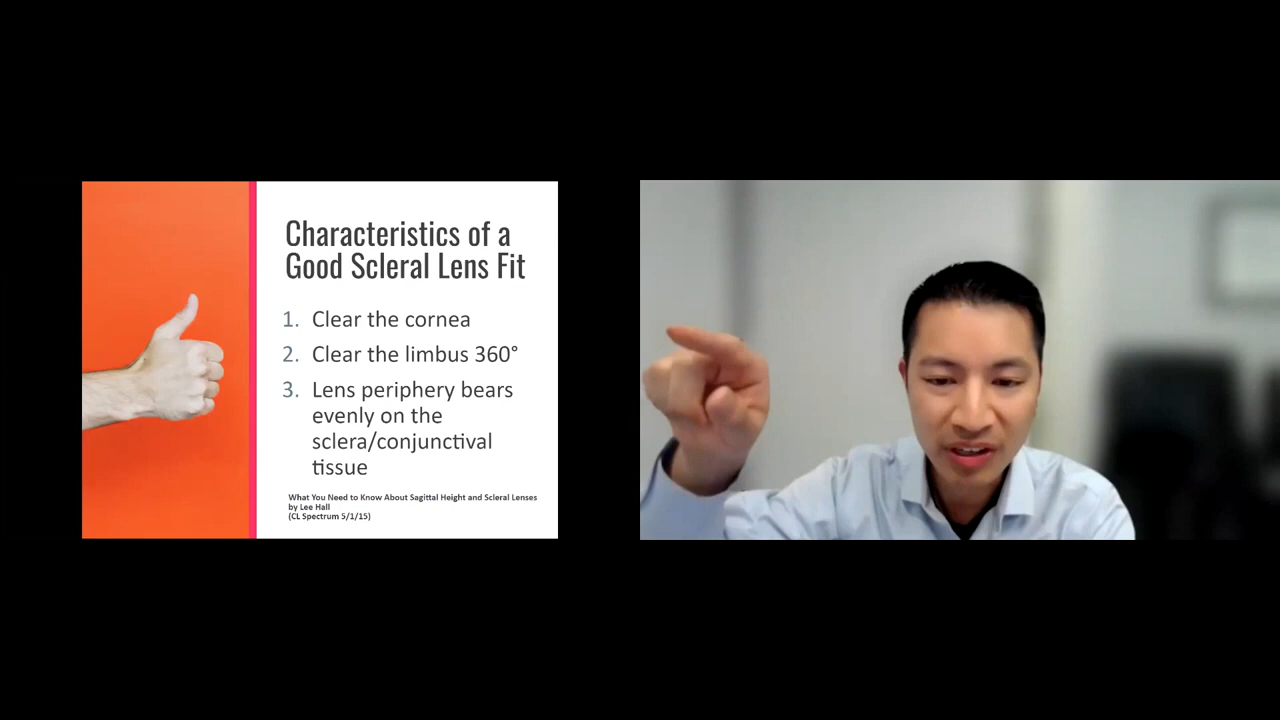 Characteristics of a
Good Scleral Lens Fit
1. Clear the cornea
2. Clear the limbus 360°
3. Lens periphery bears
evenly on the
sclera/conjunctival
tissue
What You Need to Know About Sagittal Height and Scleral Lenses
by Lee Hall
(CL Spectrum 5/1/15)